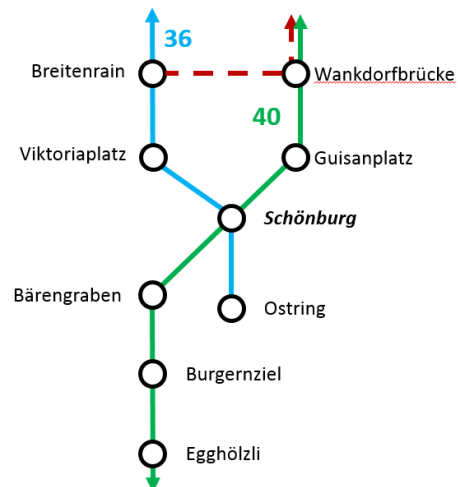 36
Breitenrain
Wankdorfbrücke
40
Viktoriaplatz
Guisanplatz
Schönburg
Bärengraben
Ostring
Burgernziel
Egghölzli